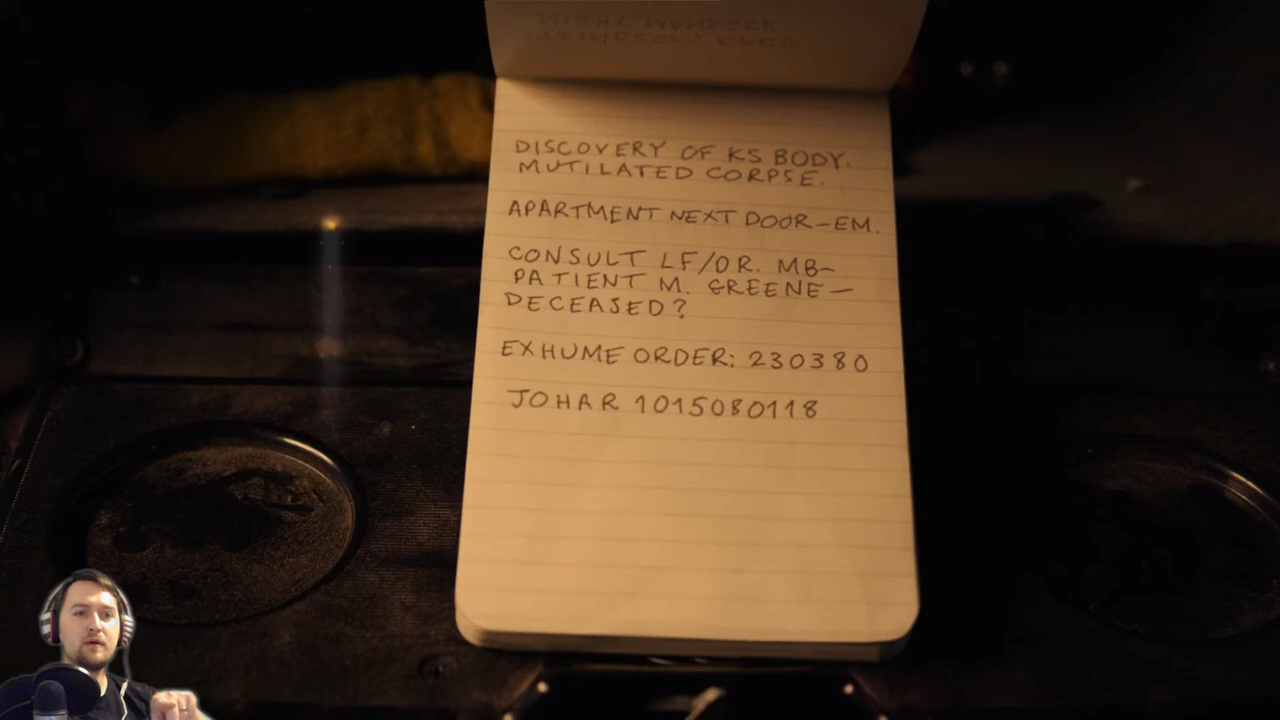 DISCOVERY OF KS BODY.
MUTILATED CORPSE.
APARTMENT NEXT DOOR-EM.
CONSULT LF/DR. MB-
PATIENT M. GREENE-
DECEASED?
EXHUME ORDER: 230380
JOHAR 1015080118